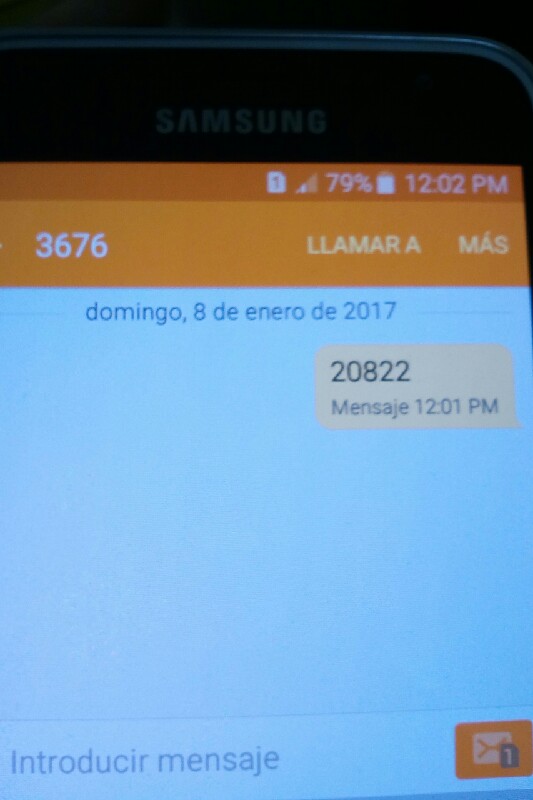 SAMSUNG
1 79% 12:02 PM
3676 LLAMAR A MÁS
domingo, 8 de enero de 2017
20822
Mensaje 12:01 PM
Introducir mensaje
1